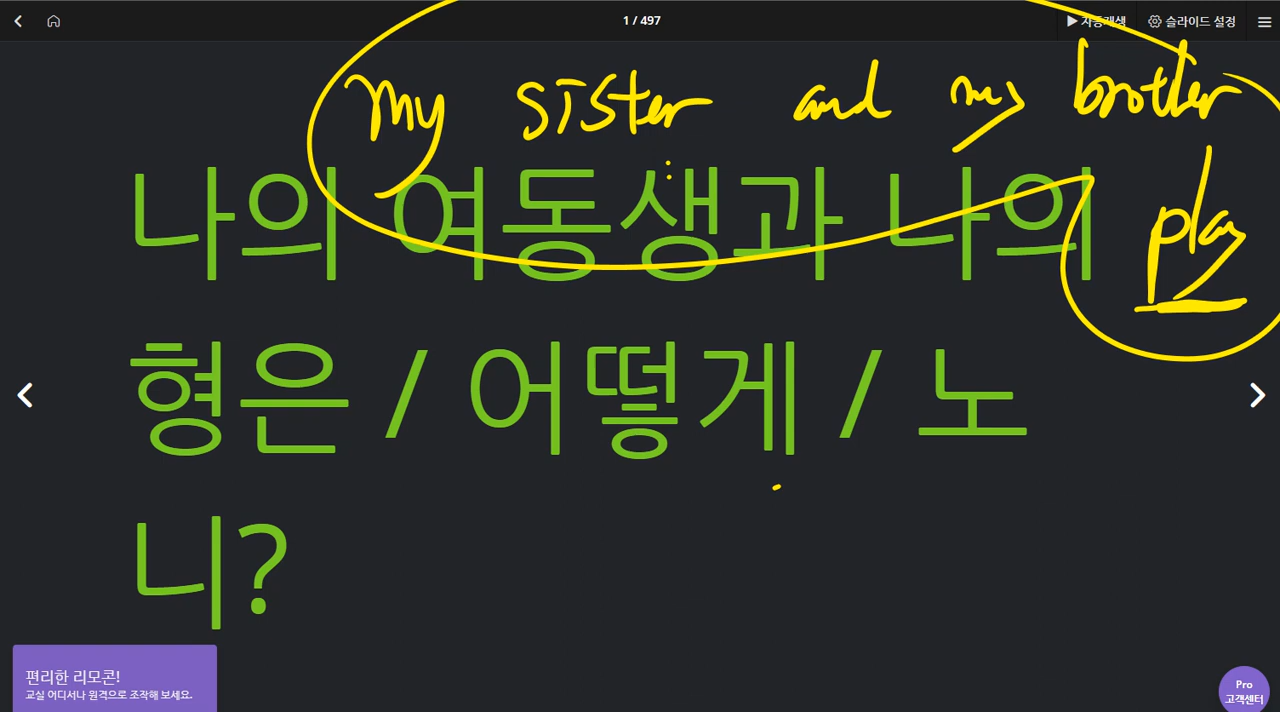 1 / 497
▶ 자동재생 슬라이드 설정
my sister and my brother
play
나의 여동생과 나의
형은 / 어떻게 / 노
니?
편리한 리모콘!
교실 어디서나 원격으로 조작해 보세요.
Pro
고객센터